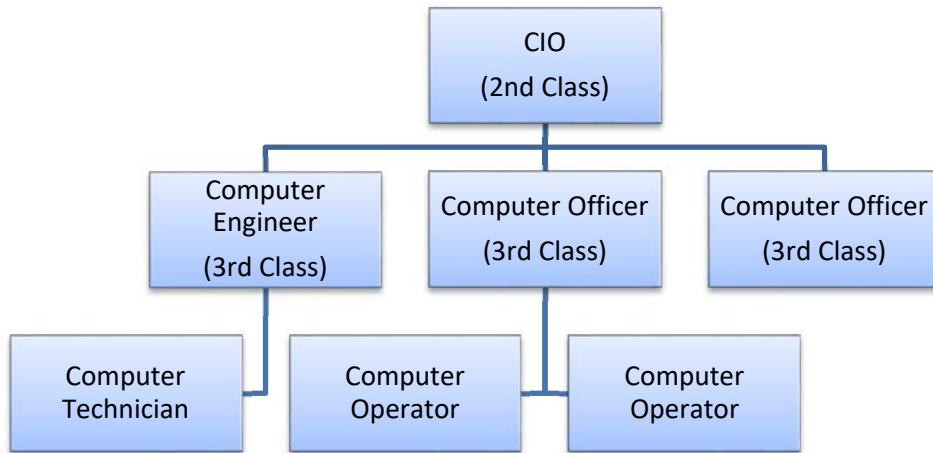 CIO
(2nd Class)
Computer
Engineer
(3rd Class)
Computer Officer
(3rd Class)
Computer Officer
(3rd Class)
Computer
Technician
Computer
Operator
Computer
Operator